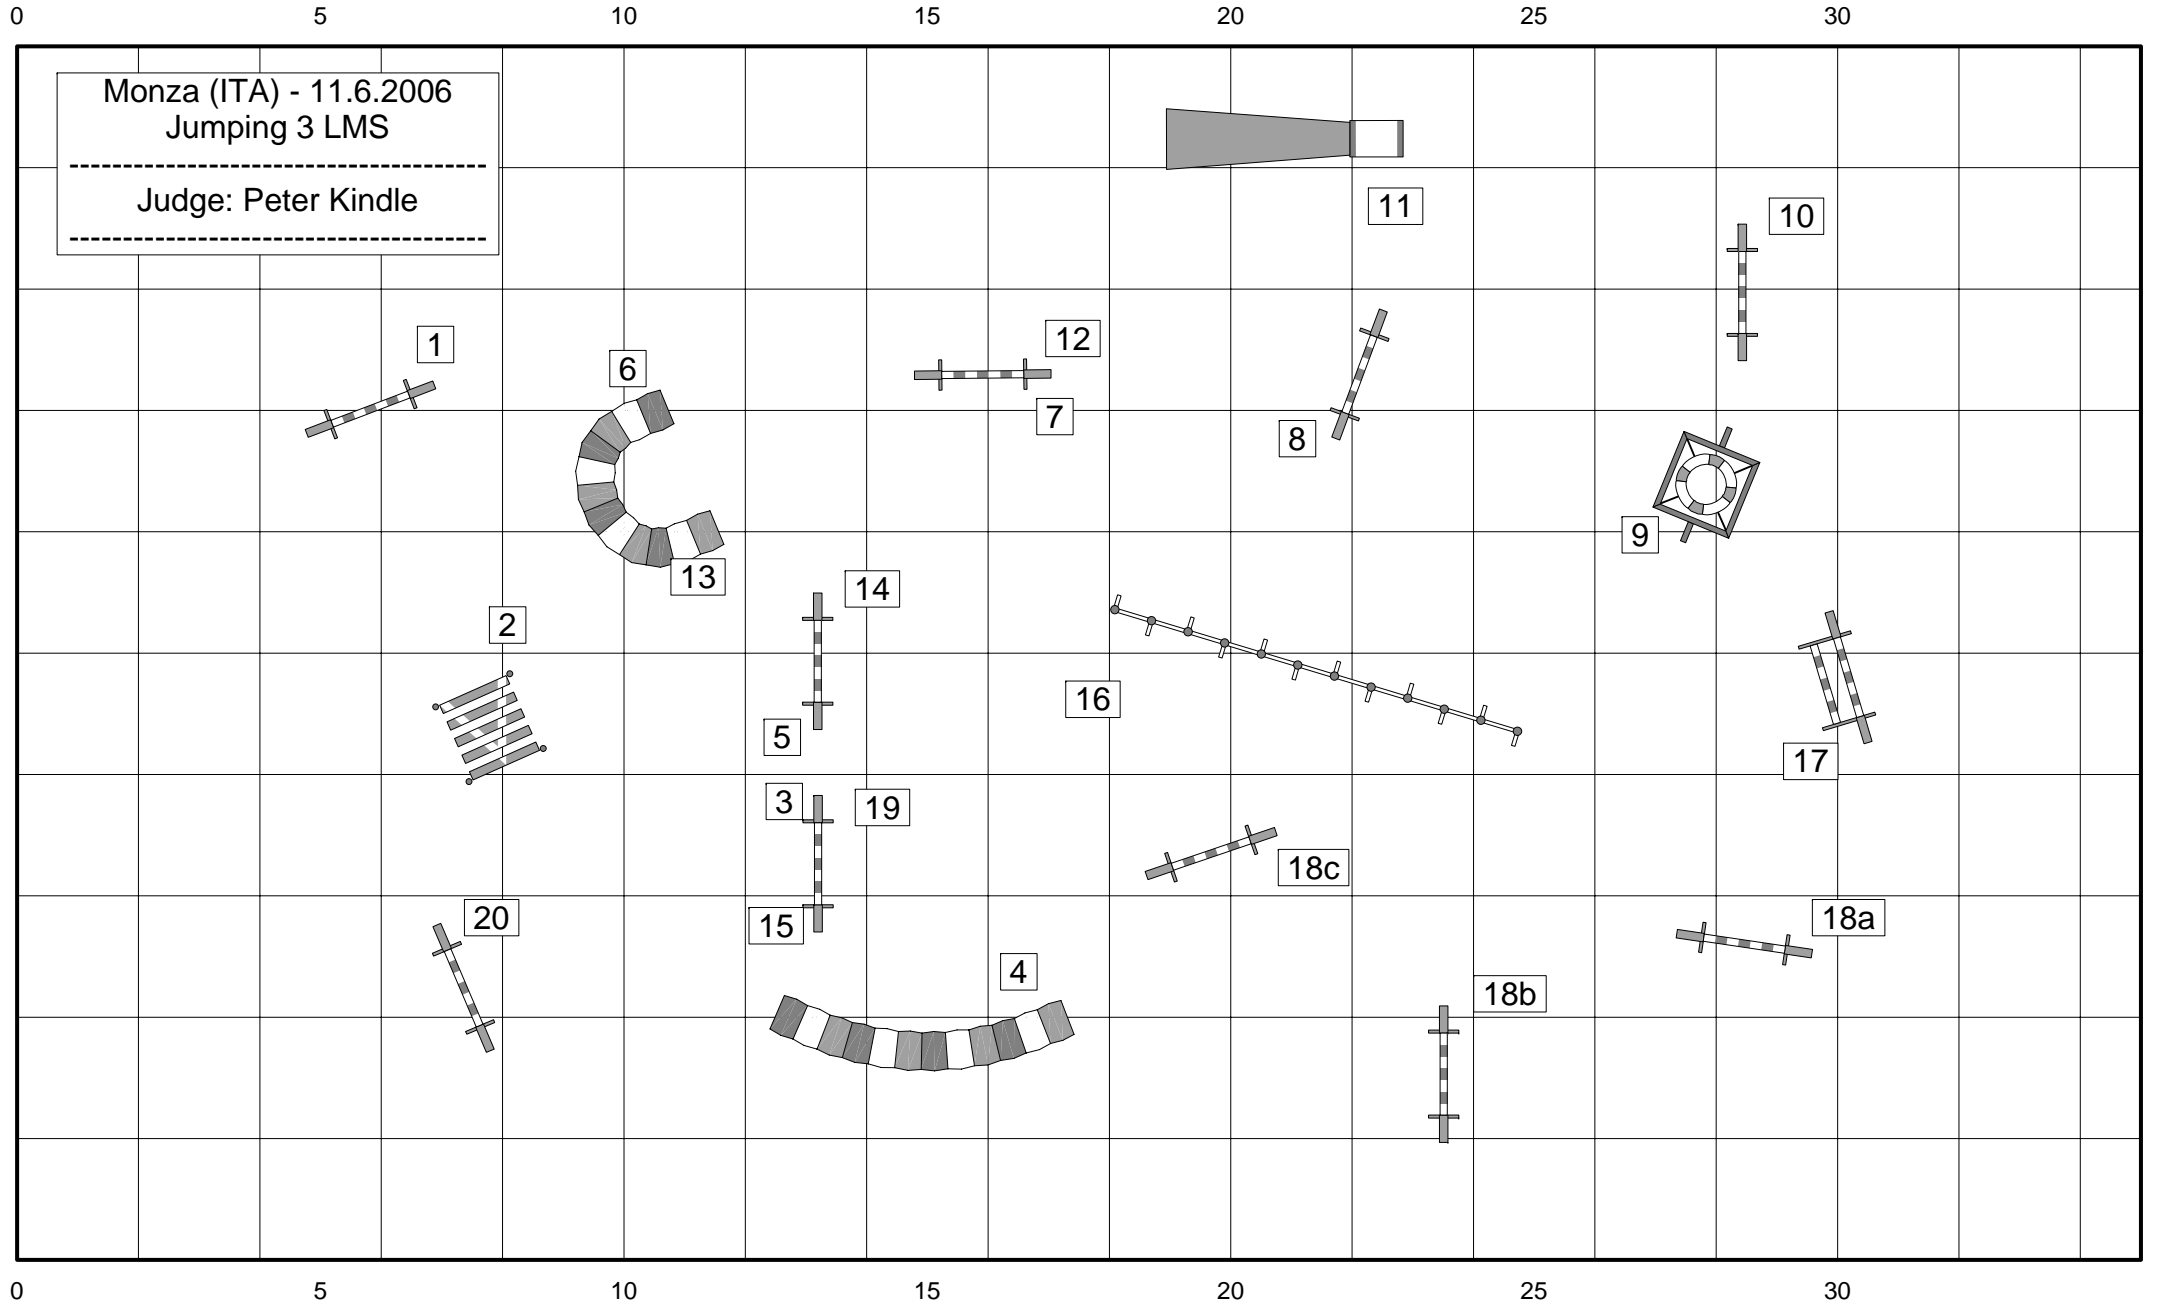 0 5 10 15 20 25 30
Monza (ITA) - 11.6.2006
Jumping 3 LMS
-----------------------------------------
Judge: Peter Kindle
-----------------------------------------
11
10
1
12
6
7
8
9
13
14
2
16
5
17
3
19
18c
15
20
18a
4
18b
0 5 10 15 20 25 30